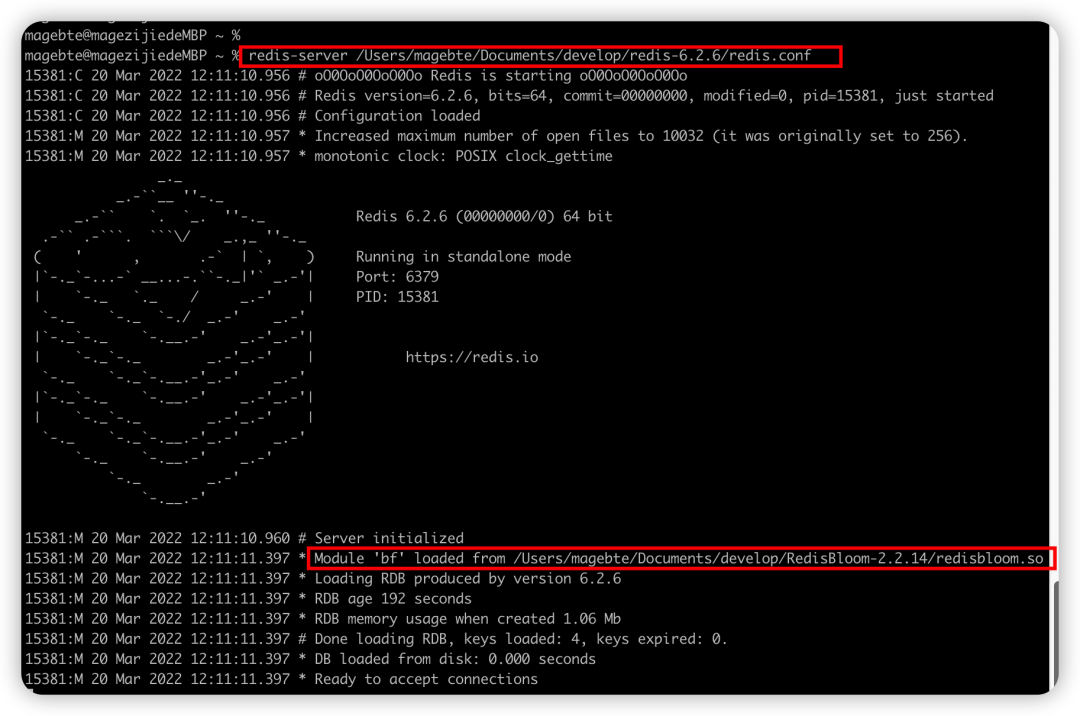 magebte@magezijiedeMBP ~ %
magebte@magezijiedeMBP ~ % redis-server /Users/magebte/Documents/develop/redis-6.2.6/redis.conf
15381:C 20 Mar 2022 12:11:10.956 # oO0OoO0OoO0Oo Redis is starting oO0OoO0OoO0Oo
15381:C 20 Mar 2022 12:11:10.956 # Redis version=6.2.6, bits=64, commit=00000000, modified=0, pid=15381, just started
15381:C 20 Mar 2022 12:11:10.956 # Configuration loaded
15381:M 20 Mar 2022 12:11:10.957 * Increased maximum number of open files to 10032 (it was originally set to 256).
15381:M 20 Mar 2022 12:11:10.957 * monotonic clock: POSIX clock_gettime
Redis 6.2.6 (00000000/0) 64 bit
Running in standalone mode
Port: 6379
PID: 15381
https://redis.io
15381:M 20 Mar 2022 12:11:10.960 # Server initialized
15381:M 20 Mar 2022 12:11:11.397 * Module 'bf' loaded from /Users/magebte/Documents/develop/RedisBloom-2.2.14/redisbloom.so
15381:M 20 Mar 2022 12:11:11.397 * Loading RDB produced by version 6.2.6
15381:M 20 Mar 2022 12:11:11.397 * RDB age 192 seconds
15381:M 20 Mar 2022 12:11:11.397 * RDB memory usage when created 1.06 Mb
15381:M 20 Mar 2022 12:11:11.397 # Done loading RDB, keys loaded: 4, keys expired: 0.
15381:M 20 Mar 2022 12:11:11.397 * DB loaded from disk: 0.000 seconds
15381:M 20 Mar 2022 12:11:11.397 * Ready to accept connections